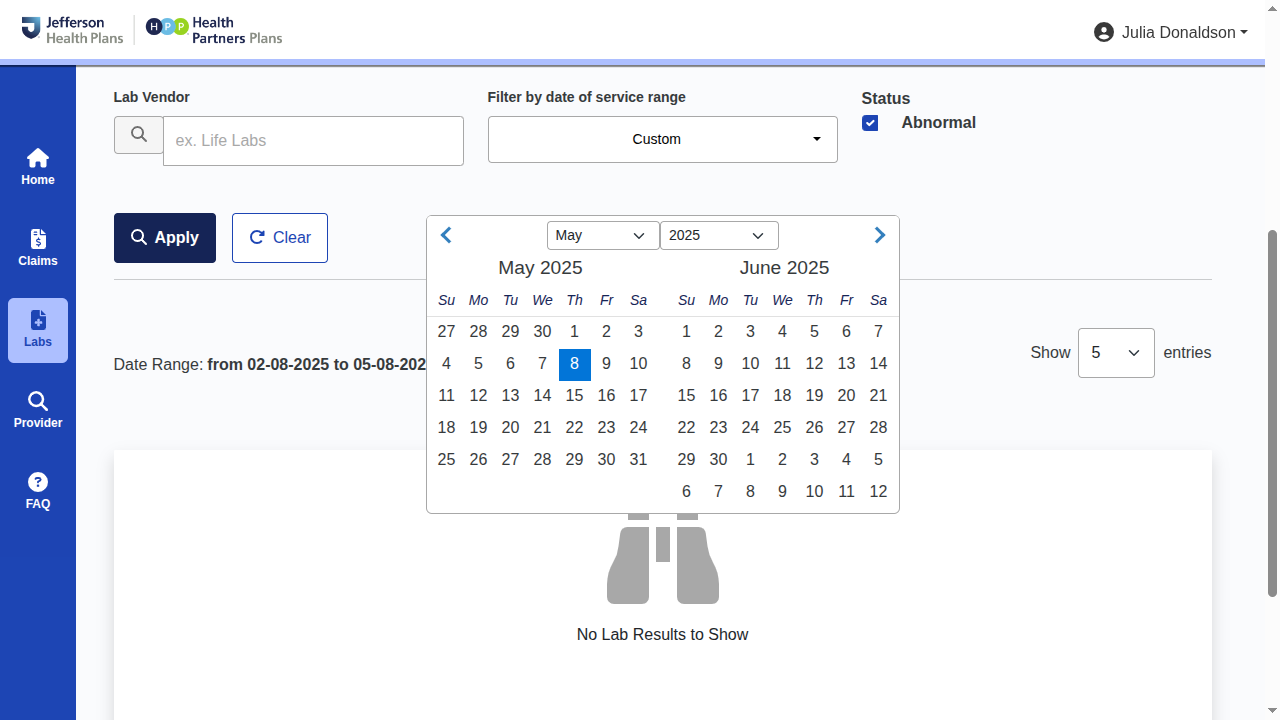 Jefferson
Health Plans
HPP
Health
Partners Plans
Julia Donaldson
Home
Claims
Labs
Provider
FAQ
Lab Vendor
ex. Life Labs
Filter by date of service range
Custom
Status
Abnormal
Apply
Clear
May
2025
May 2025
Su Mo Tu We Th Fr Sa
27 28 29 30 1 2 3
4 5 6 7 8 9 10
11 12 13 14 15 16 17
18 19 20 21 22 23 24
25 26 27 28 29 30 31
June 2025
Su Mo Tu We Th Fr Sa
1 2 3 4 5 6 7
8 9 10 11 12 13 14
15 16 17 18 19 20 21
22 23 24 25 26 27 28
29 30 1 2 3 4 5
6 7 8 9 10 11 12
Date Range: from 02-08-2025 to 05-08-202
Show 5 entries
No Lab Results to Show